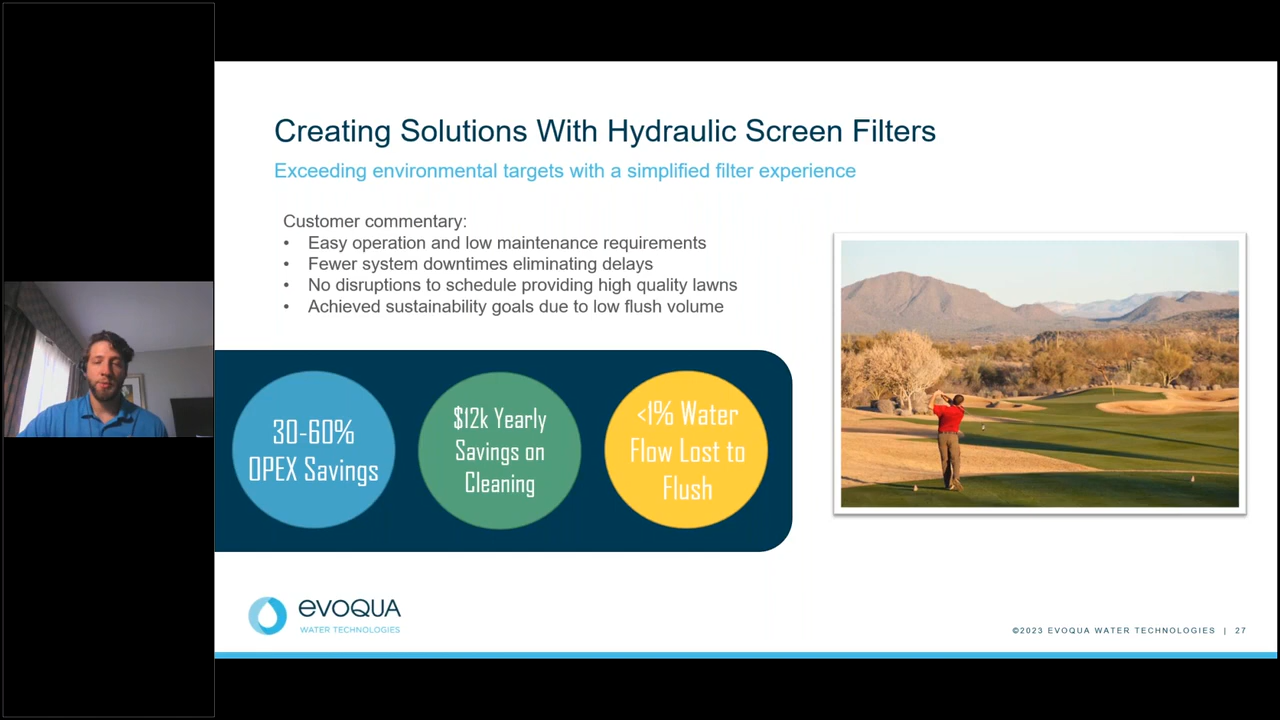 Creating Solutions With Hydraulic Screen Filters
Exceeding environmental targets with a simplified filter experience
Customer commentary:
• Easy operation and low maintenance requirements
• Fewer system downtimes eliminating delays
• No disruptions to schedule providing high quality lawns
• Achieved sustainability goals due to low flush volume
30-60%
OPEX Savings
$12k Yearly
Savings on
Cleaning
<1% Water
Flow Lost to
Flush
evoQUA
WATER TECHNOLOGIES
©2023 EVOQUA WATER TECHNOLOGIES | 27